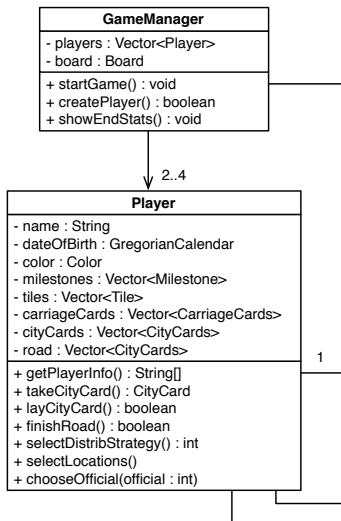 GameManager
- players : Vector<Player>
- board : Board
+ startGame() : void
+ createPlayer() : boolean
+ showEndStats() : void
2..4
Player
- name : String
- dateOfBirth : GregorianCalendar
- color : Color
- milestones : Vector<Milestone>
- tiles : Vector<Tile>
- carriageCards : Vector<CarriageCards>
- cityCards : Vector<CityCards>
- road : Vector<CityCards>
1
+ getPlayerInfo() : String[]
+ takeCityCard() : CityCard
+ layCityCard() : boolean
+ finishRoad() : boolean
+ selectDistribStrategy() : int
+ selectLocations()
+ chooseOfficial(official : int)